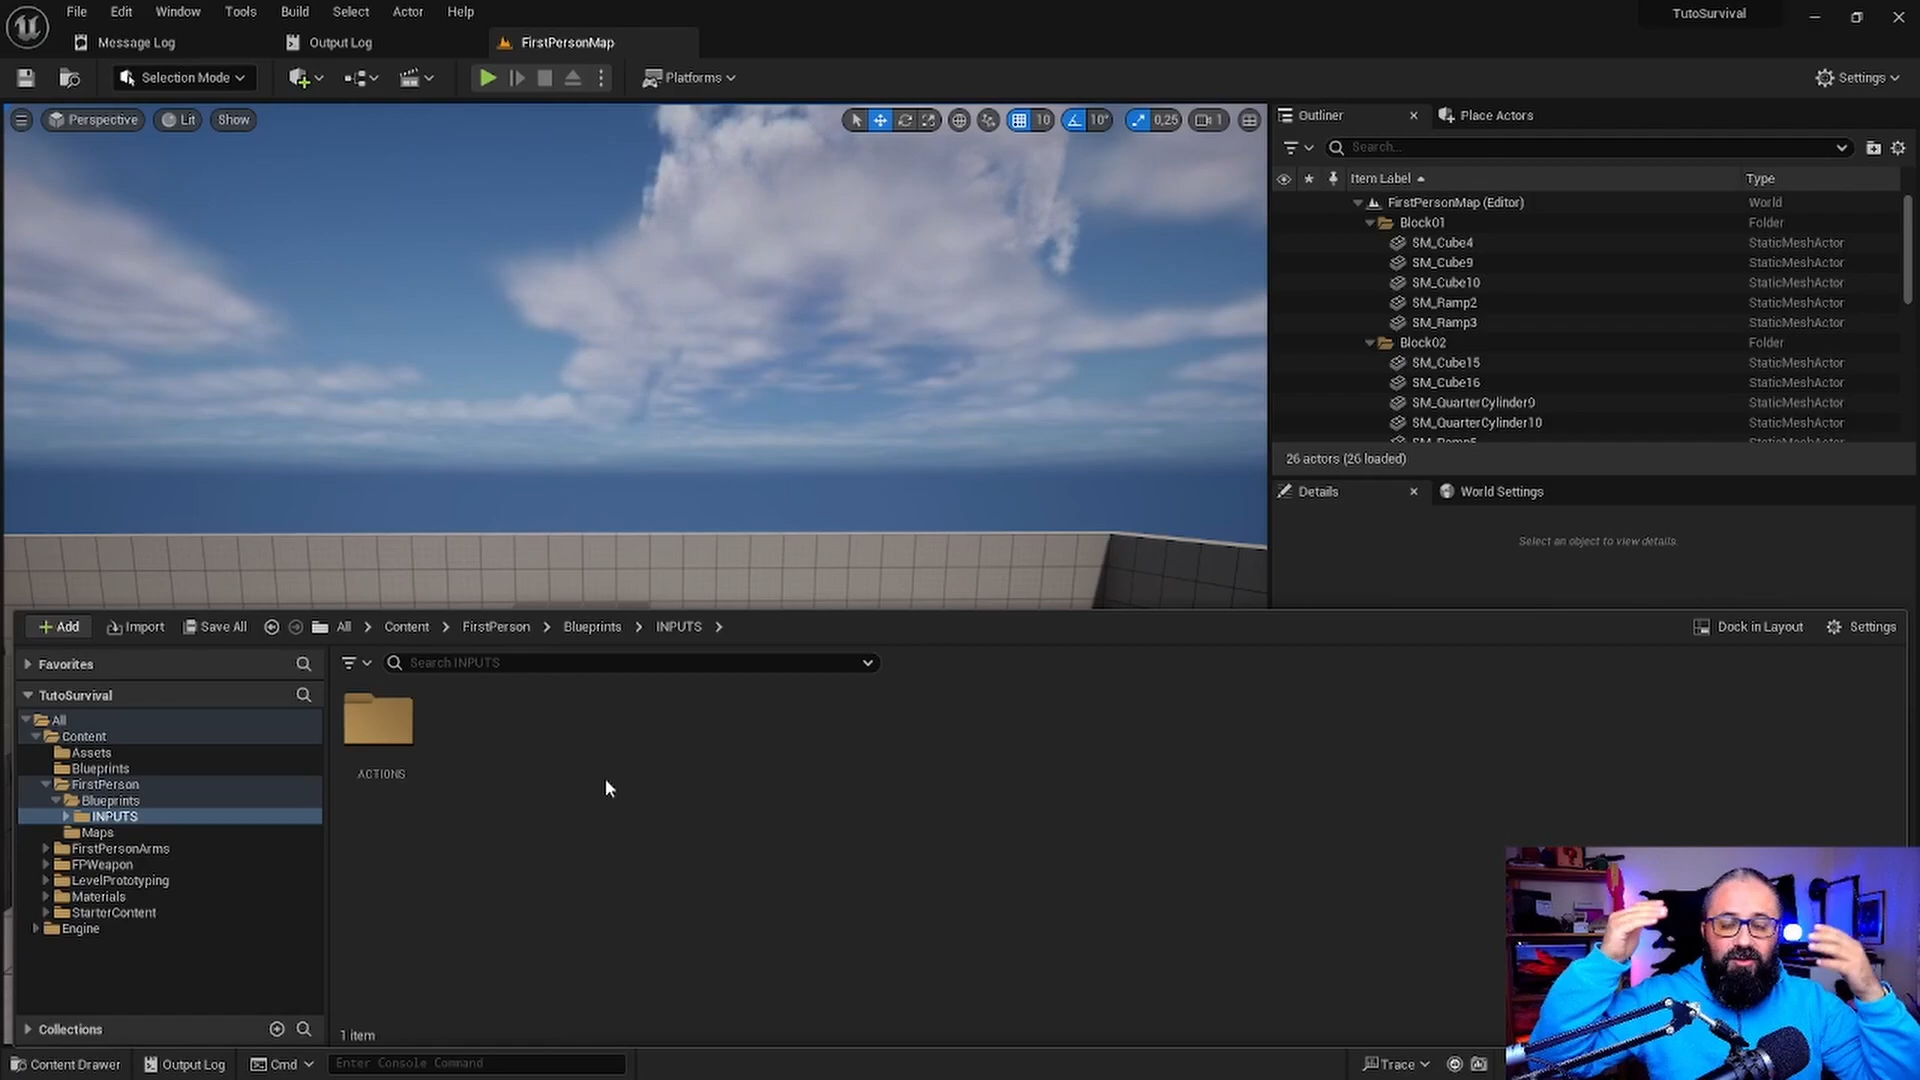 File Edit Window Tools Build Select Actor Help
TutoSurvival
Message Log
Output Log
FirstPersonMap
Selection Mode
Platforms
Settings
Perspective
Lit
Show
10
10°
0,25
1
Outliner
Place Actors
Search...
Item Label
Type
FirstPersonMap (Editor) World
Block01 Folder
SM_Cube4 StaticMeshActor
SM_Cube9 StaticMeshActor
SM_Cube10 StaticMeshActor
SM_Ramp2 StaticMeshActor
SM_Ramp3 StaticMeshActor
Block02 Folder
SM_Cube15 StaticMeshActor
SM_Cube16 StaticMeshActor
SM_QuarterCylinder9 StaticMeshActor
SM_QuarterCylinder10 StaticMeshActor
26 actors (26 loaded)
Details
World Settings
Select an object to view details.
Add
Import
Save All
All
Content
FirstPerson
Blueprints
INPUTS
Dock in Layout
Settings
Favorites
Search INPUTS
TutoSurvival
All
Content
Assets
Blueprints
FirstPerson
Blueprints
INPUTS
Maps
FirstPersonArms
FPWeapon
LevelPrototyping
Materials
StarterContent
Engine
ACTIONS
Collections
1 item
Content Drawer
Output Log
Cmd
Enter Console Command
Trace